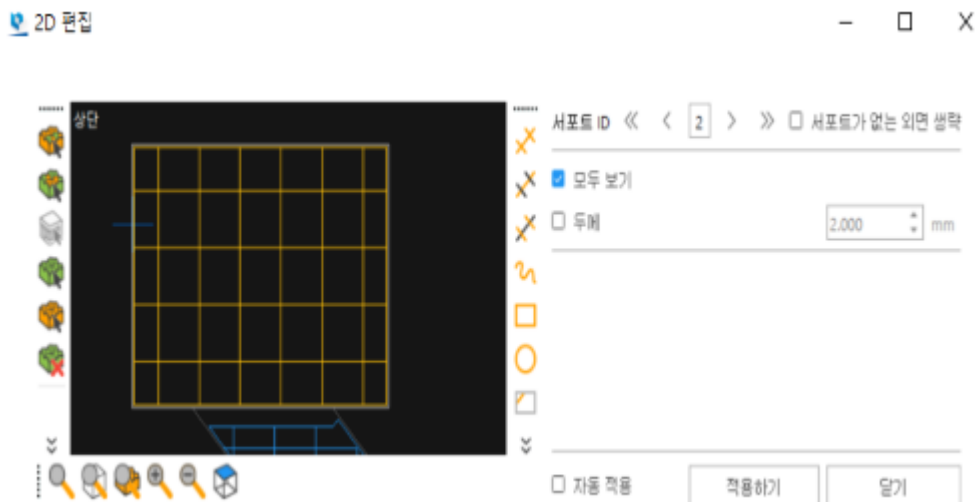 2D 편집
상단
서포트 ID 《 〈 2 〉 》 서포트가 없는 외면 생략
모두 보기
두께 2.000 mm
자동 적용 적용하기 닫기